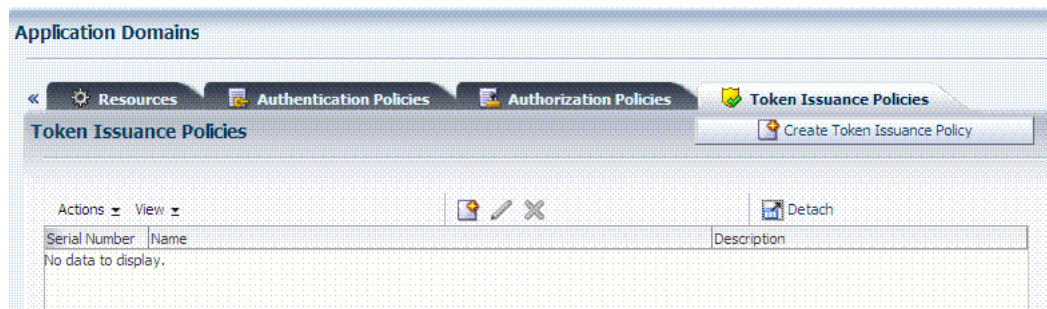 Application Domains
« Resources Authentication Policies Authorization Policies Token Issuance Policies
Token Issuance Policies
Create Token Issuance Policy
Actions View Detach
Serial Number Name Description
No data to display.